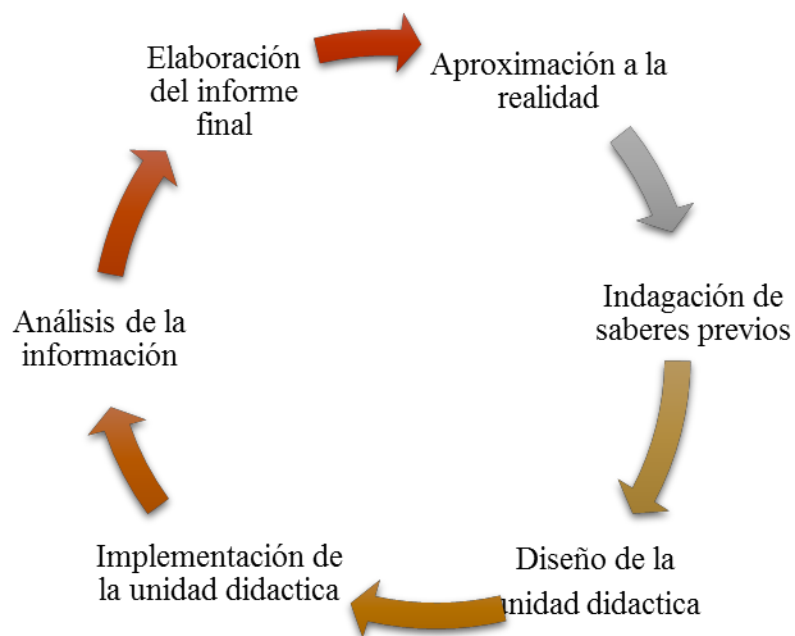 Elaboración
del informe
final
Aproximación a la
realidad
Indagación de
saberes previos
Diseño de la
unidad didactica
Implementación de
la unidad didactica
Análisis de la
información